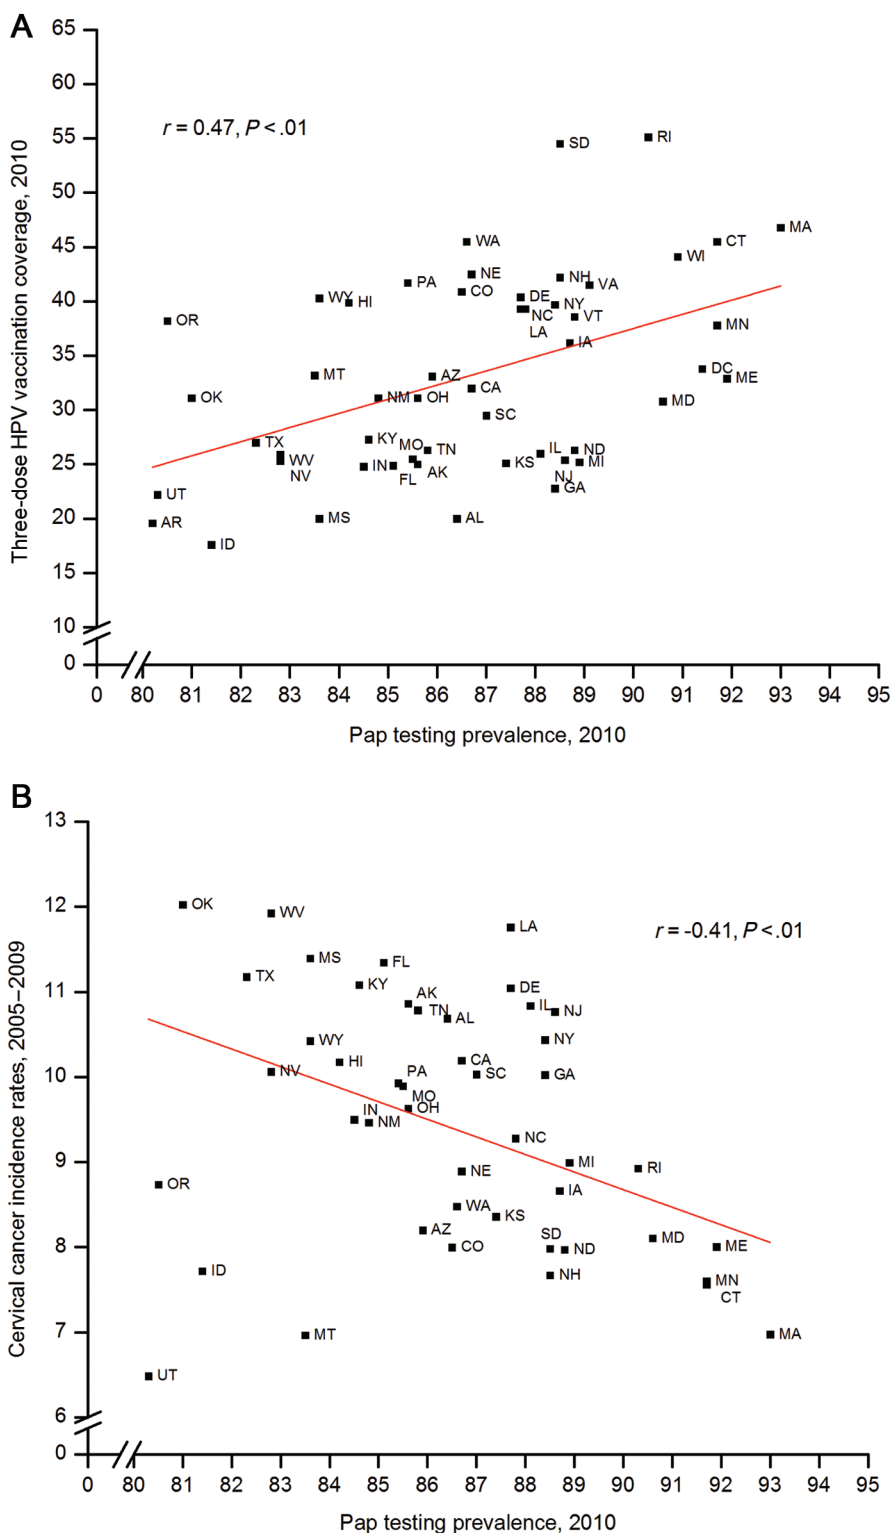 A
65
60
r = 0.47, P <.01
55
SD
RI
50
MA
WA
CT
45
WI
NE
NH
PA
VA
CO
DE
WY
HI
NY
40
NC
VT
OR
LA
MN
IA
35
DC
MT
AZ
ME
CA
OK
NM
OH
MD
30
SC
TX
KY
MO
TN
IL
ND
WV
IN
KS
MI
25
NV
FL
AK
NJ
GA
UT
AR
MS
AL
20
ID
15
10
0
Three-dose HPV vaccination coverage, 2010
0 80 81 82 83 84 85 86 87 88 89 90 91 92 93 94 95
Pap testing prevalence, 2010
B
13
12
OK
WV
LA
r = -0.41, P <.01
MS
FL
TX
KY
AK
DE
11
TN
IL
NJ
AL
WY
NY
HI
CA
10
NV
PA
SC
GA
MO
IN
OH
NM
NC
9
MI
RI
NE
OR
IA
WA
KS
AZ
SD
MD
8
CO
ND
ME
ID
NH
MN
CT
7
MT
MA
UT
6
0
Cervical cancer incidence rates, 2005–2009
0 80 81 82 83 84 85 86 87 88 89 90 91 92 93 94 95
Pap testing prevalence, 2010